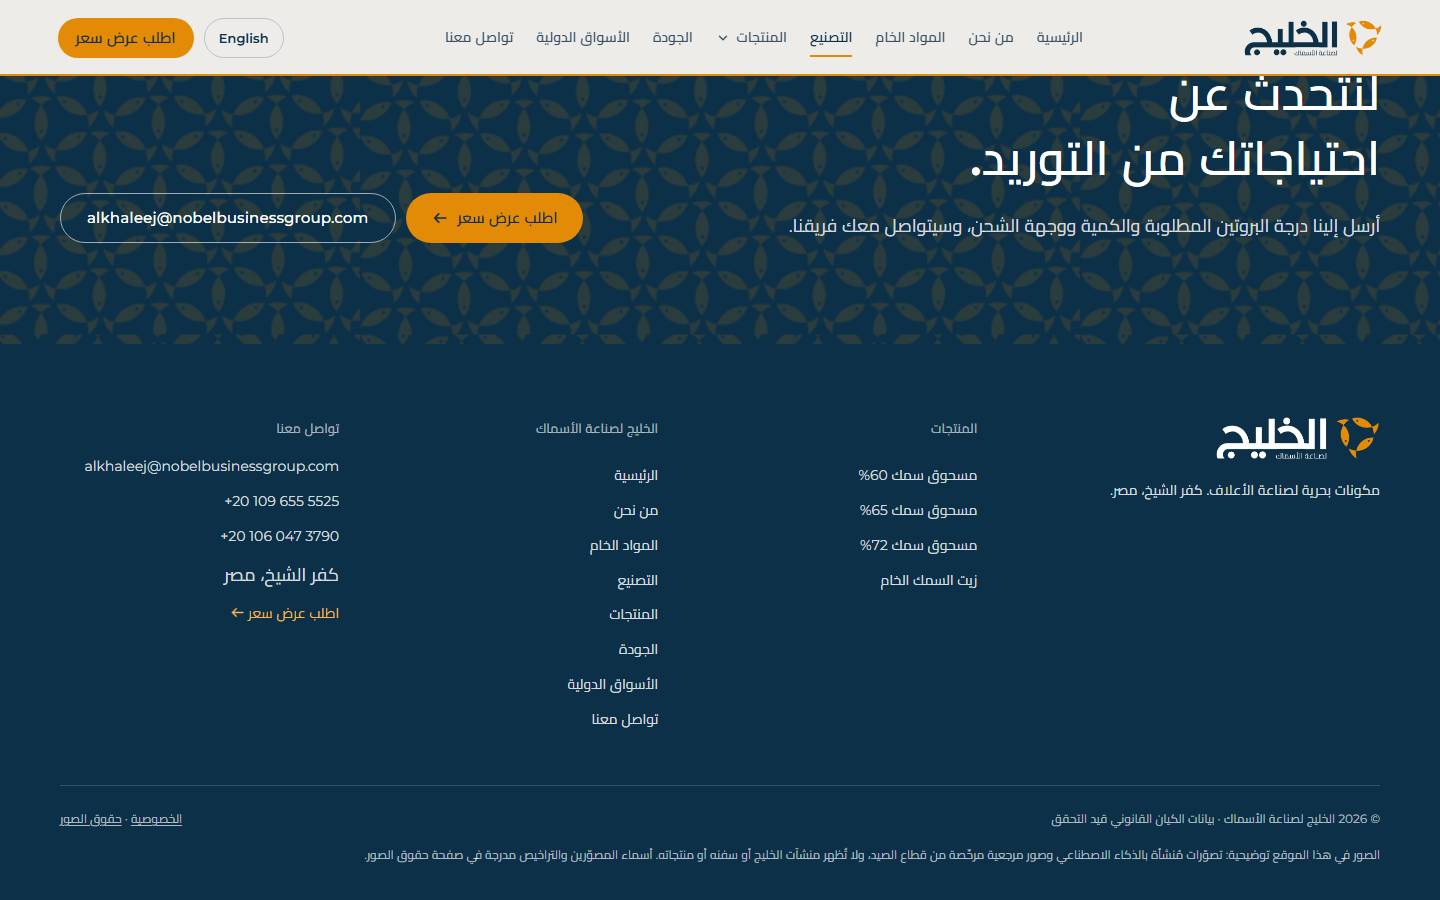 الخليج
لصناعة الأسماك
الرئيسية
من نحن
المواد الخام
التصنيع
المنتجات
الجودة
الأسواق الدولية
تواصل معنا
English
اطلب عرض سعر
لنتحدث عن
احتياجاتك من التوريد.
أرسل إلينا درجة البروتين المطلوبة والكمية ووجهة الشحن، وسيتواصل معك فريقنا.
اطلب عرض سعر ←
alkhaleej@nobelbusinessgroup.com
الخليج
لصناعة الأسماك
مكونات بحرية لصناعة الأعلاف. كفر الشيخ، مصر.
المنتجات
مسحوق سمك 60%
مسحوق سمك 65%
مسحوق سمك 72%
زيت السمك الخام
الخليج لصناعة الأسماك
الرئيسية
من نحن
المواد الخام
التصنيع
المنتجات
الجودة
الأسواق الدولية
تواصل معنا
تواصل معنا
alkhaleej@nobelbusinessgroup.com
+20 109 655 5525
+20 106 047 3790
كفر الشيخ، مصر
اطلب عرض سعر ←
© 2026 الخليج لصناعة الأسماك · بيانات الكيان القانوني قيد التحقق
الخصوصية · حقوق الصور
الصور في هذا الموقع توضيحية: تصوّرات مُنشأة بالذكاء الاصطناعي وصور مرجعية مرخّصة من قطاع الصيد، ولا تُظهر منشآت الخليج أو سفنه أو منتجاته. أسماء المصوّرين والتراخيص مدرجة في صفحة حقوق الصور.